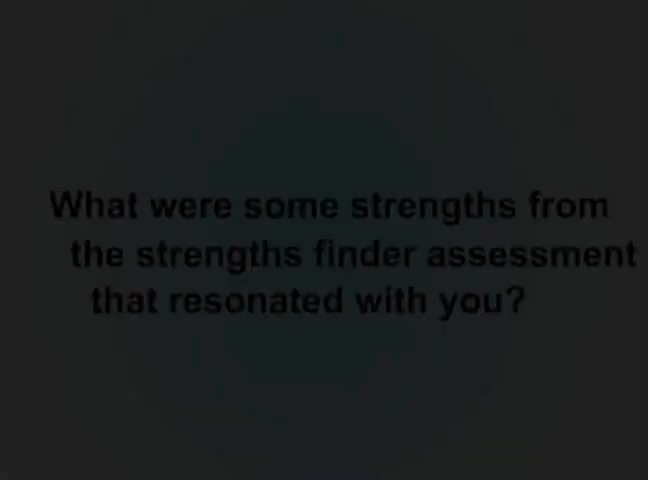 What were some strengths from
the strengths finder assessment
that resonated with you?